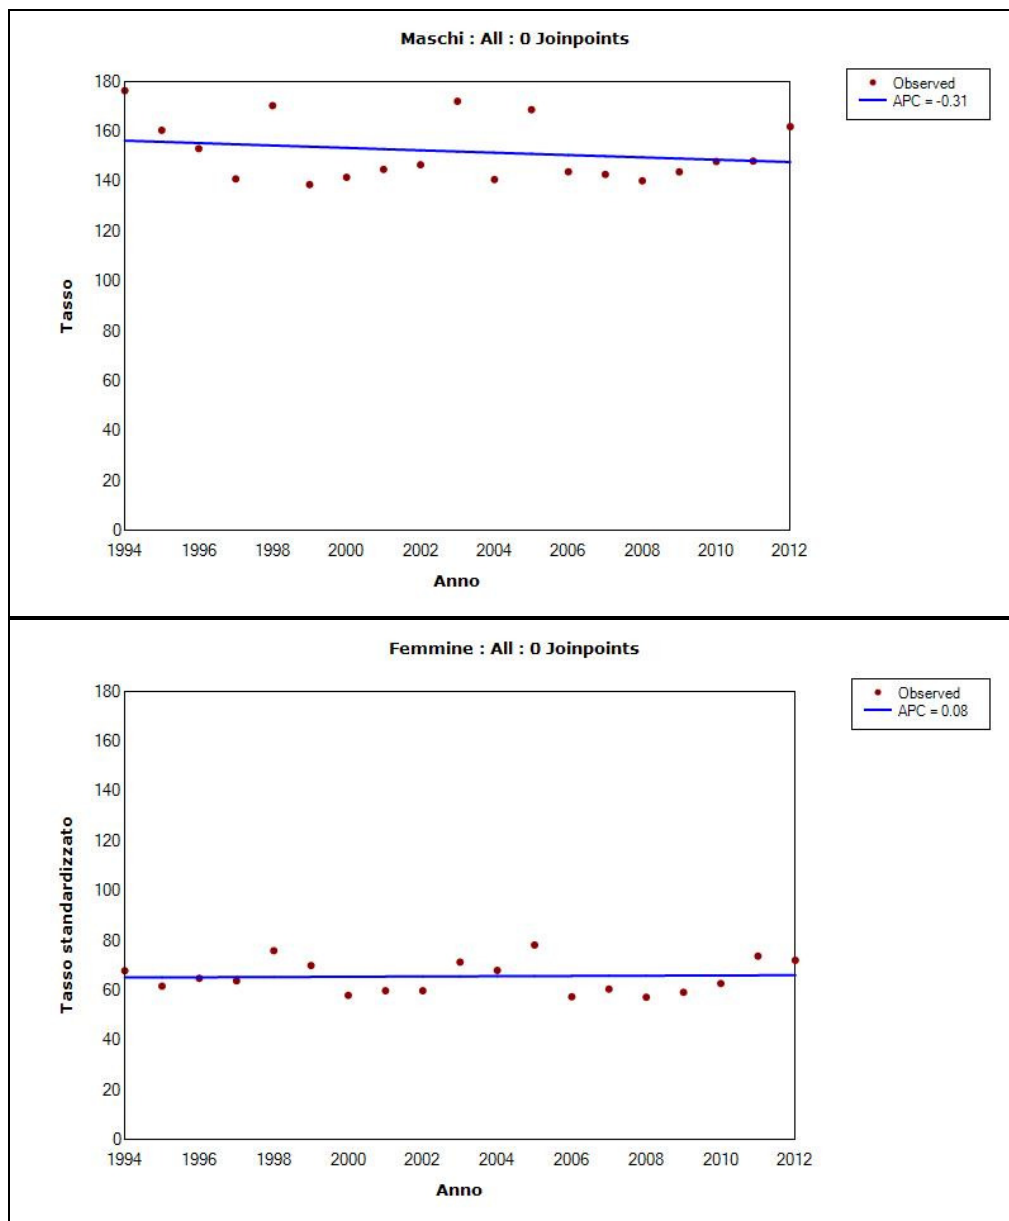 Maschi : All : 0 Joinpoints
Observed
APC = -0.31
Tasso
180
160
140
120
100
80
60
40
20
0
1994 1996 1998 2000 2002 2004 2006 2008 2010 2012
Anno
Femmine : All : 0 Joinpoints
Observed
APC = 0.08
Tasso standardizzato
180
160
140
120
100
80
60
40
20
0
1994 1996 1998 2000 2002 2004 2006 2008 2010 2012
Anno